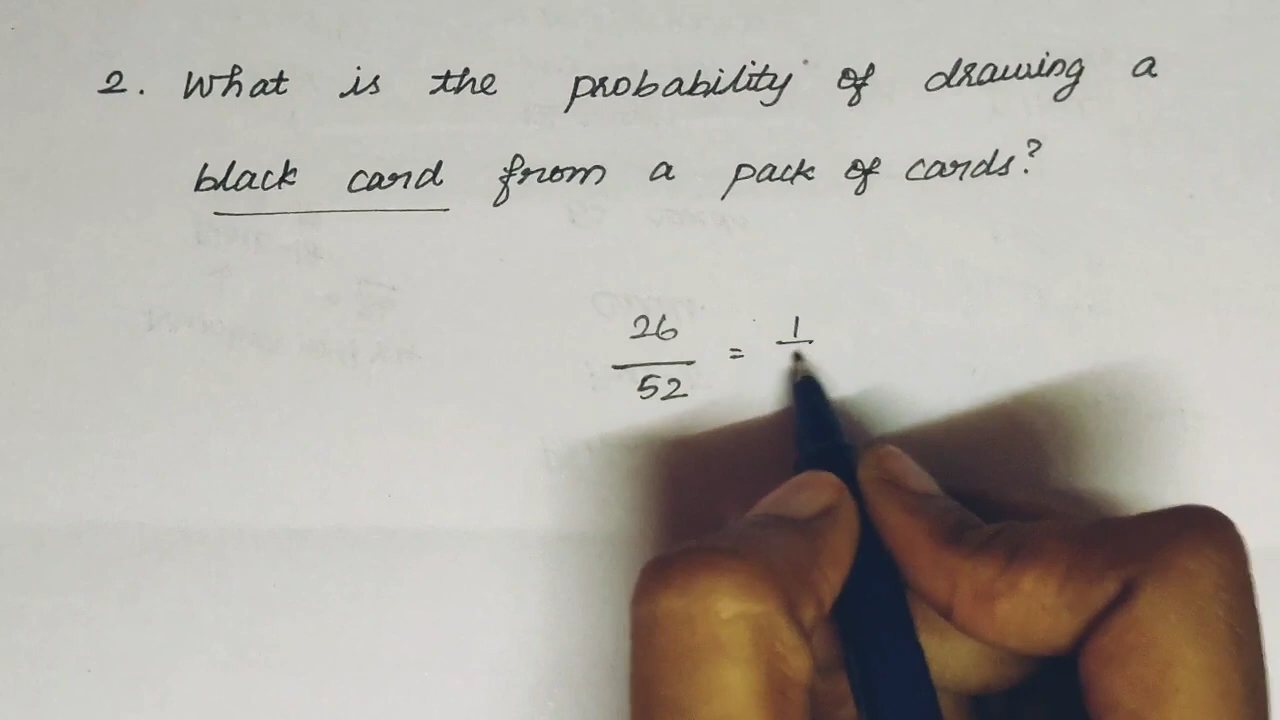 2. What is the probability of drawing a
black card from a pack of cards?
26/52 = 1/